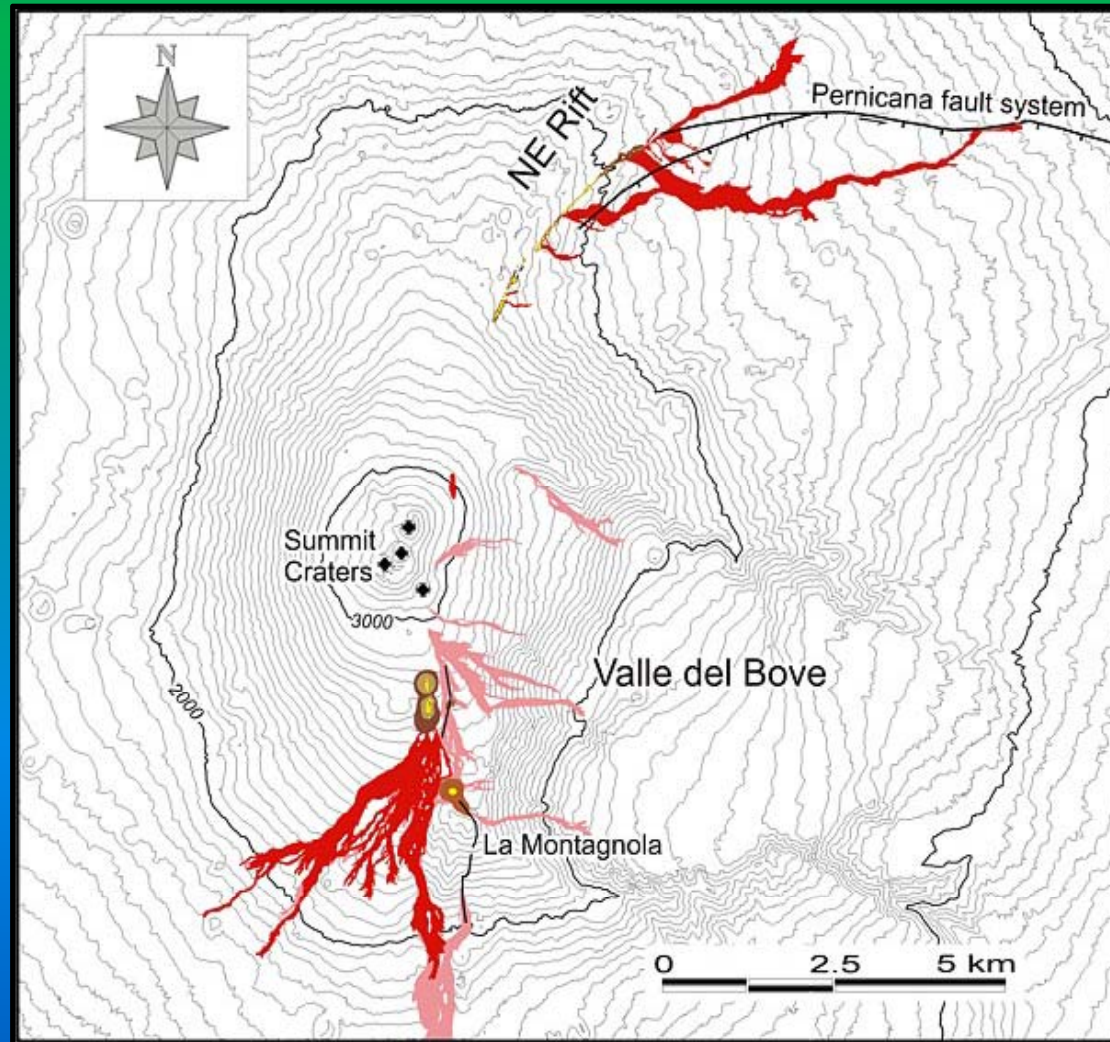 N
Pernicana fault system
NE Rift
Summit
Craters
3000
Valle del Bove
2000
La Montagnola
0 2.5 5 km